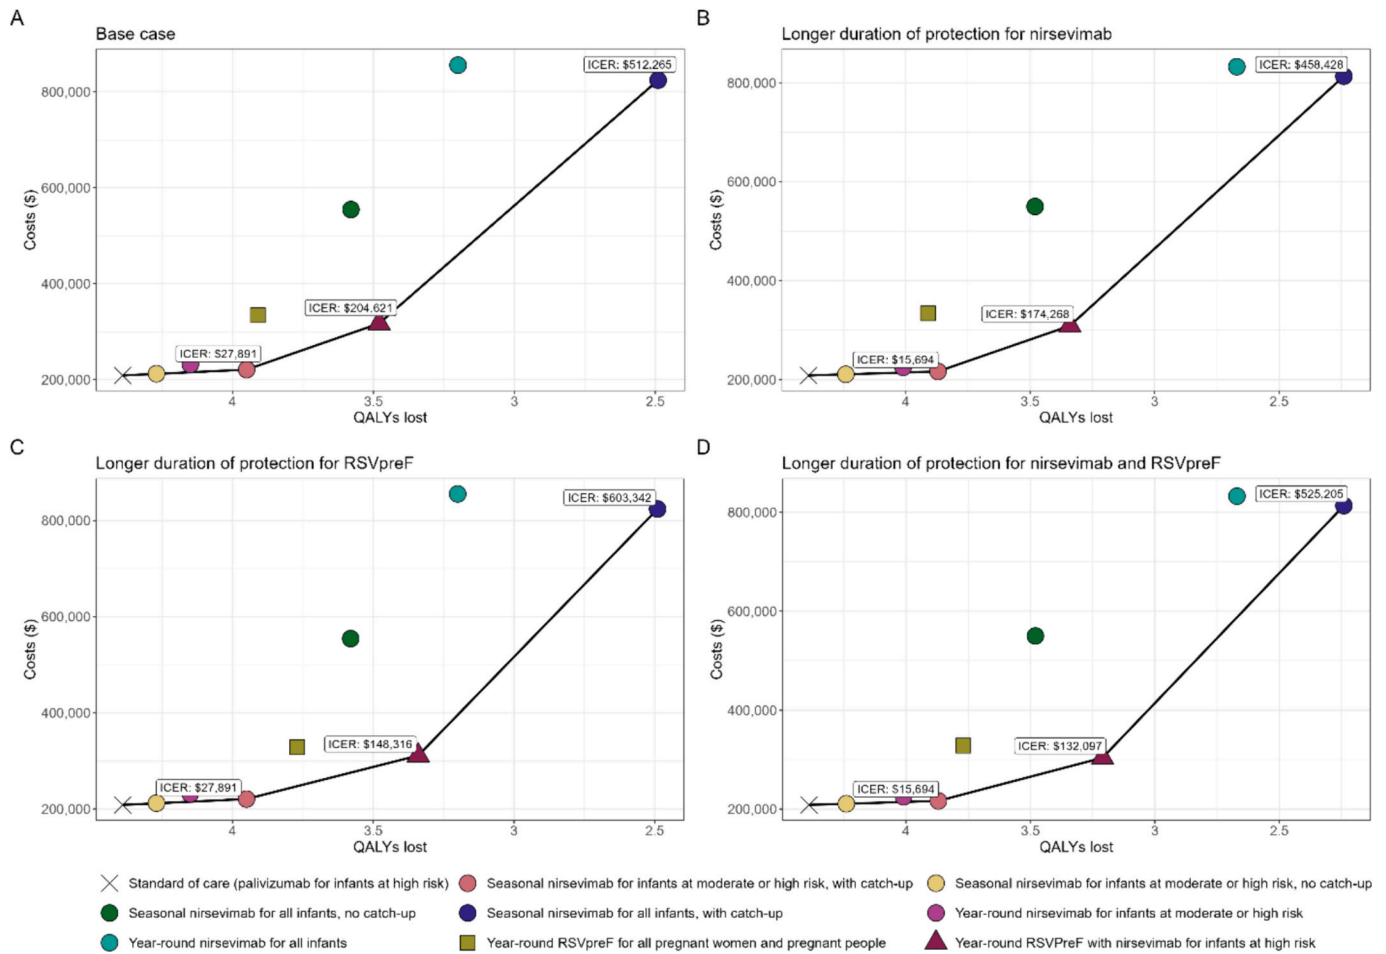 A
Base case
800,000
600,000
400,000
200,000
Costs ($)
4
3.5
3
2.5
QALYs lost
ICER: $27,891
ICER: $204,621
ICER: $512,265
B
Longer duration of protection for nirsevimab
800,000
600,000
400,000
200,000
Costs ($)
4
3.5
3
2.5
QALYs lost
ICER: $15,694
ICER: $174,268
ICER: $458,428
C
Longer duration of protection for RSVpreF
800,000
600,000
400,000
200,000
Costs ($)
4
3.5
3
2.5
QALYs lost
ICER: $27,891
ICER: $148,316
ICER: $603,342
D
Longer duration of protection for nirsevimab and RSVpreF
800,000
600,000
400,000
200,000
Costs ($)
4
3.5
3
2.5
QALYs lost
ICER: $15,694
ICER: $132,097
ICER: $525,205
Standard of care (palivizumab for infants at high risk)
Seasonal nirsevimab for infants at moderate or high risk, with catch-up
Seasonal nirsevimab for infants at moderate or high risk, no catch-up
Seasonal nirsevimab for all infants, no catch-up
Seasonal nirsevimab for all infants, with catch-up
Year-round nirsevimab for infants at moderate or high risk
Year-round nirsevimab for all infants
Year-round RSVpreF for all pregnant women and pregnant people
Year-round RSVPreF with nirsevimab for infants at high risk